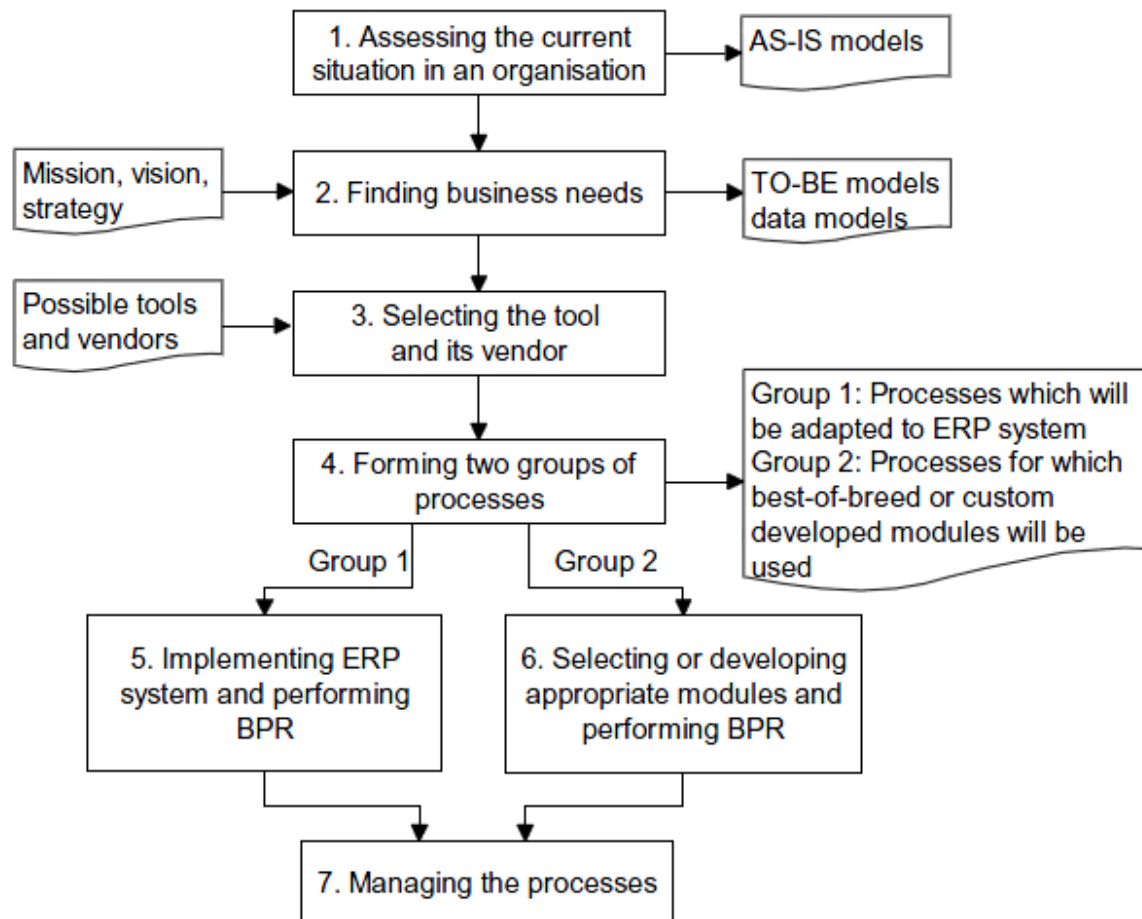 1. Assessing the current
situation in an organisation
AS-IS models
Mission, vision,
strategy
2. Finding business needs
TO-BE models
data models
Possible tools
and vendors
3. Selecting the tool
and its vendor
4. Forming two groups of
processes
Group 1: Processes which will
be adapted to ERP system
Group 2: Processes for which
best-of-breed or custom
developed modules will be
used
Group 1
Group 2
5. Implementing ERP
system and performing
BPR
6. Selecting or developing
appropriate modules and
performing BPR
7. Managing the processes